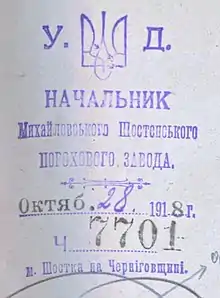 У. Д.
НАЧАЛЬНИК
Михайловського Шостенського
ПОРОХОВОГО ЗАВОДА.
Октяб. 28. 1918 г.
Ч 7701
м. Шостка на Черніговщині.